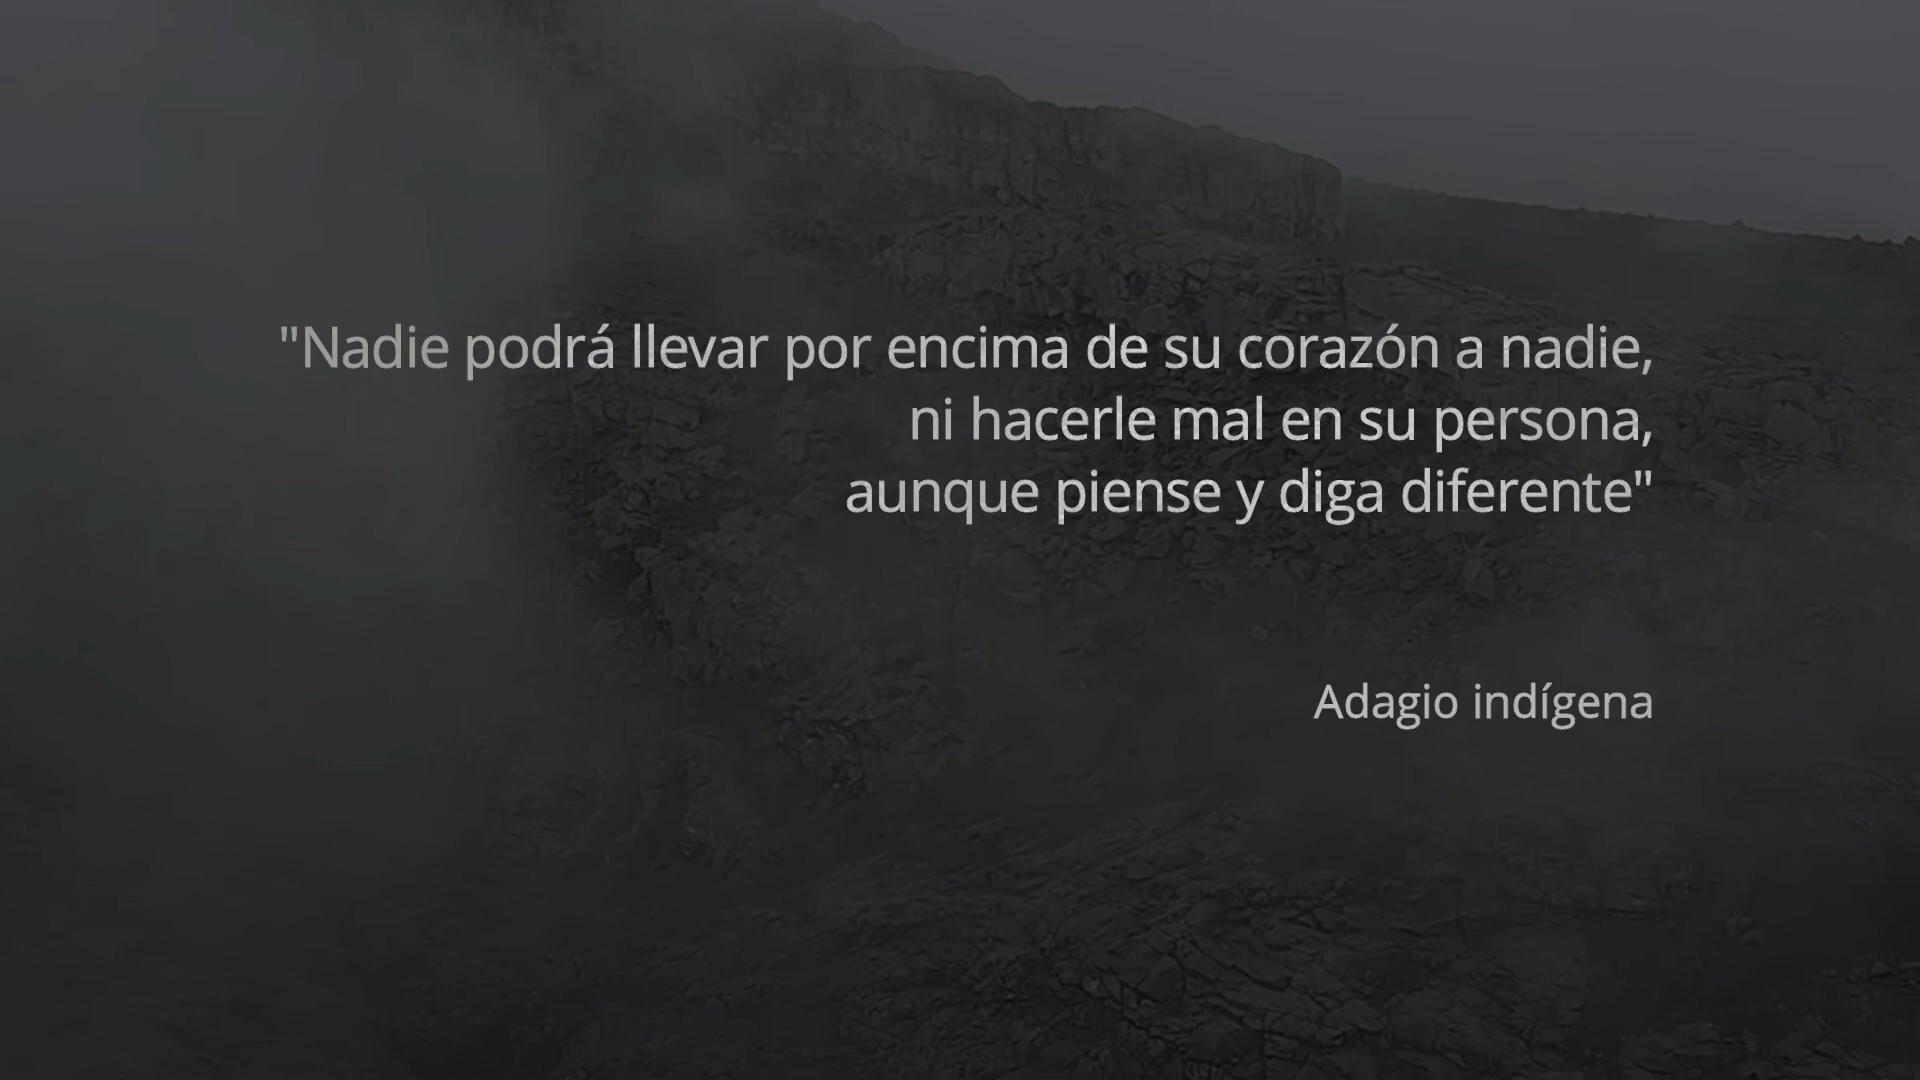 "Nadie podrá llevar por encima de su corazón a nadie,
ni hacerle mal en su persona,
aunque piense y diga diferente"
Adagio indígena